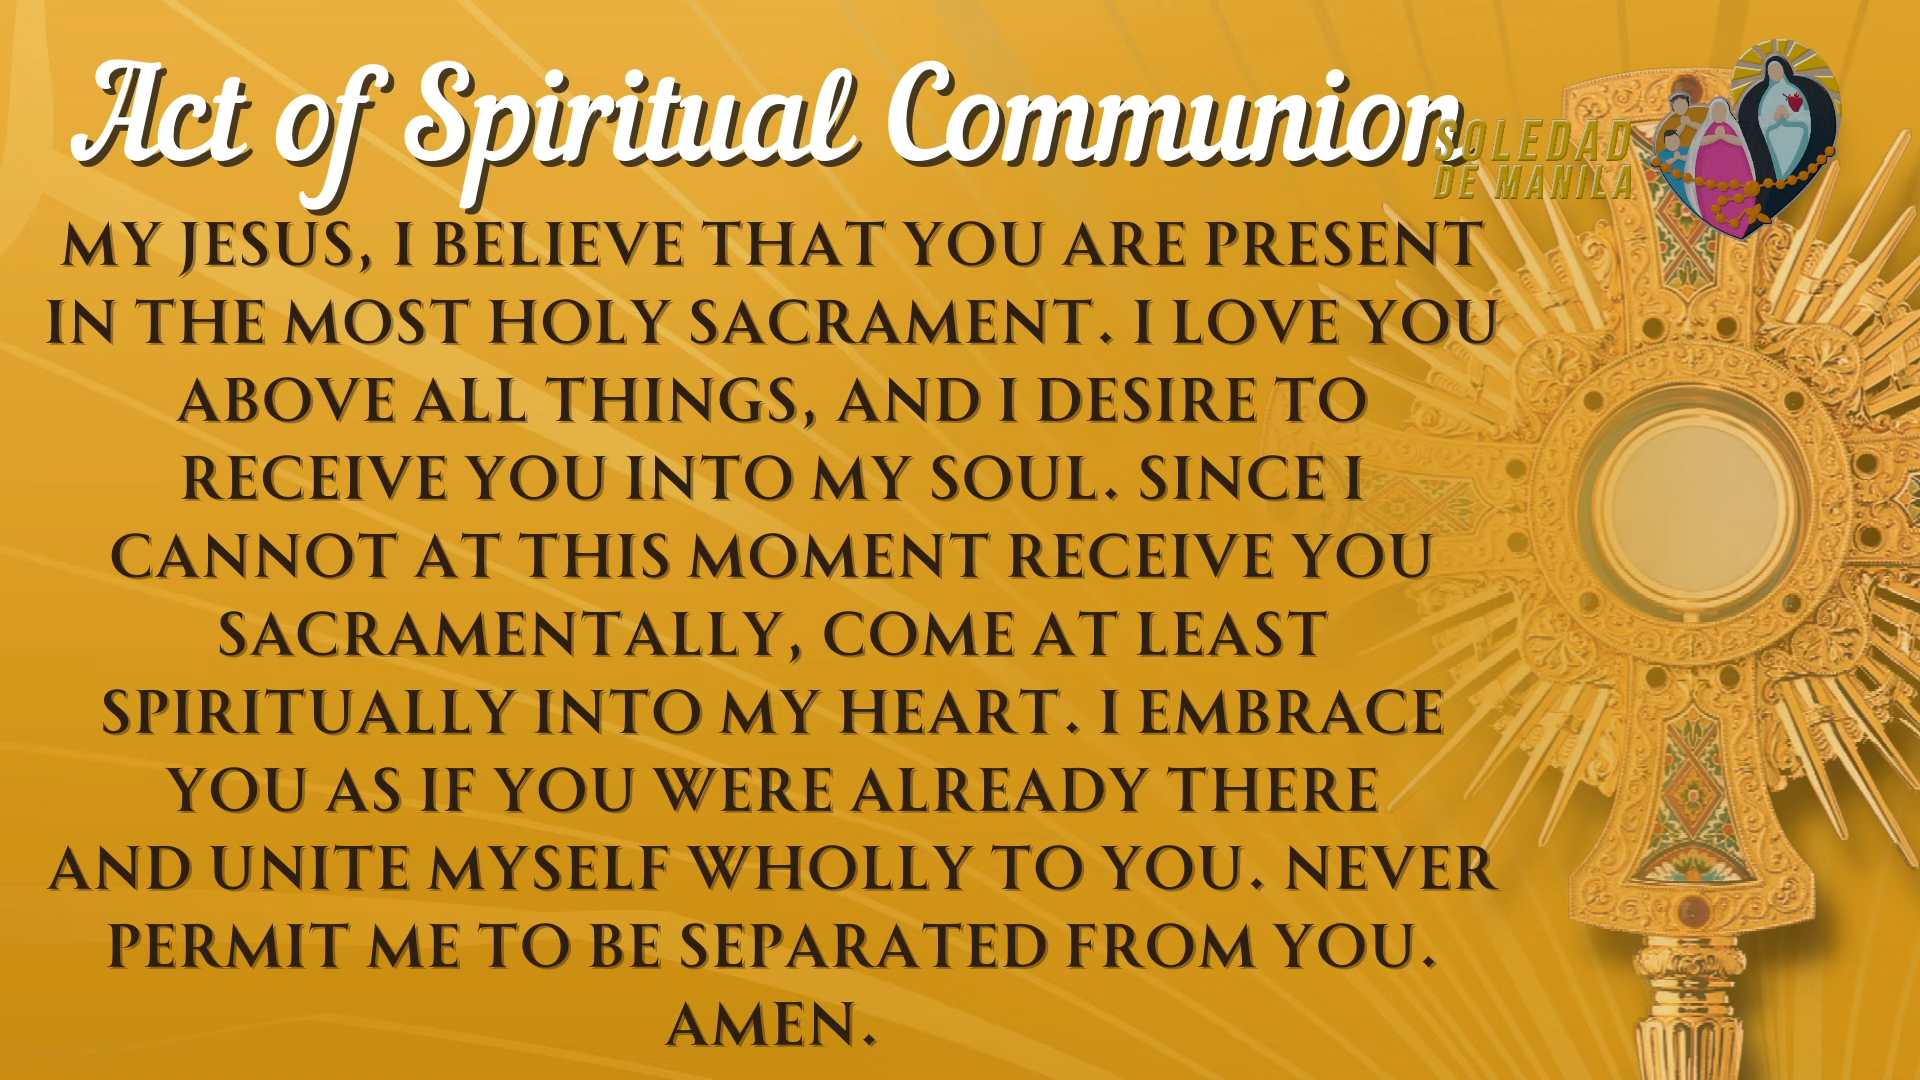 Act of Spiritual Communion
SOLEDAD
DE MANILA
MY JESUS, I BELIEVE THAT YOU ARE PRESENT
IN THE MOST HOLY SACRAMENT. I LOVE YOU
ABOVE ALL THINGS, AND I DESIRE TO
RECEIVE YOU INTO MY SOUL. SINCE I
CANNOT AT THIS MOMENT RECEIVE YOU
SACRAMENTALLY, COME AT LEAST
SPIRITUALLY INTO MY HEART. I EMBRACE
YOU AS IF YOU WERE ALREADY THERE
AND UNITE MYSELF WHOLLY TO YOU. NEVER
PERMIT ME TO BE SEPARATED FROM YOU.
AMEN.